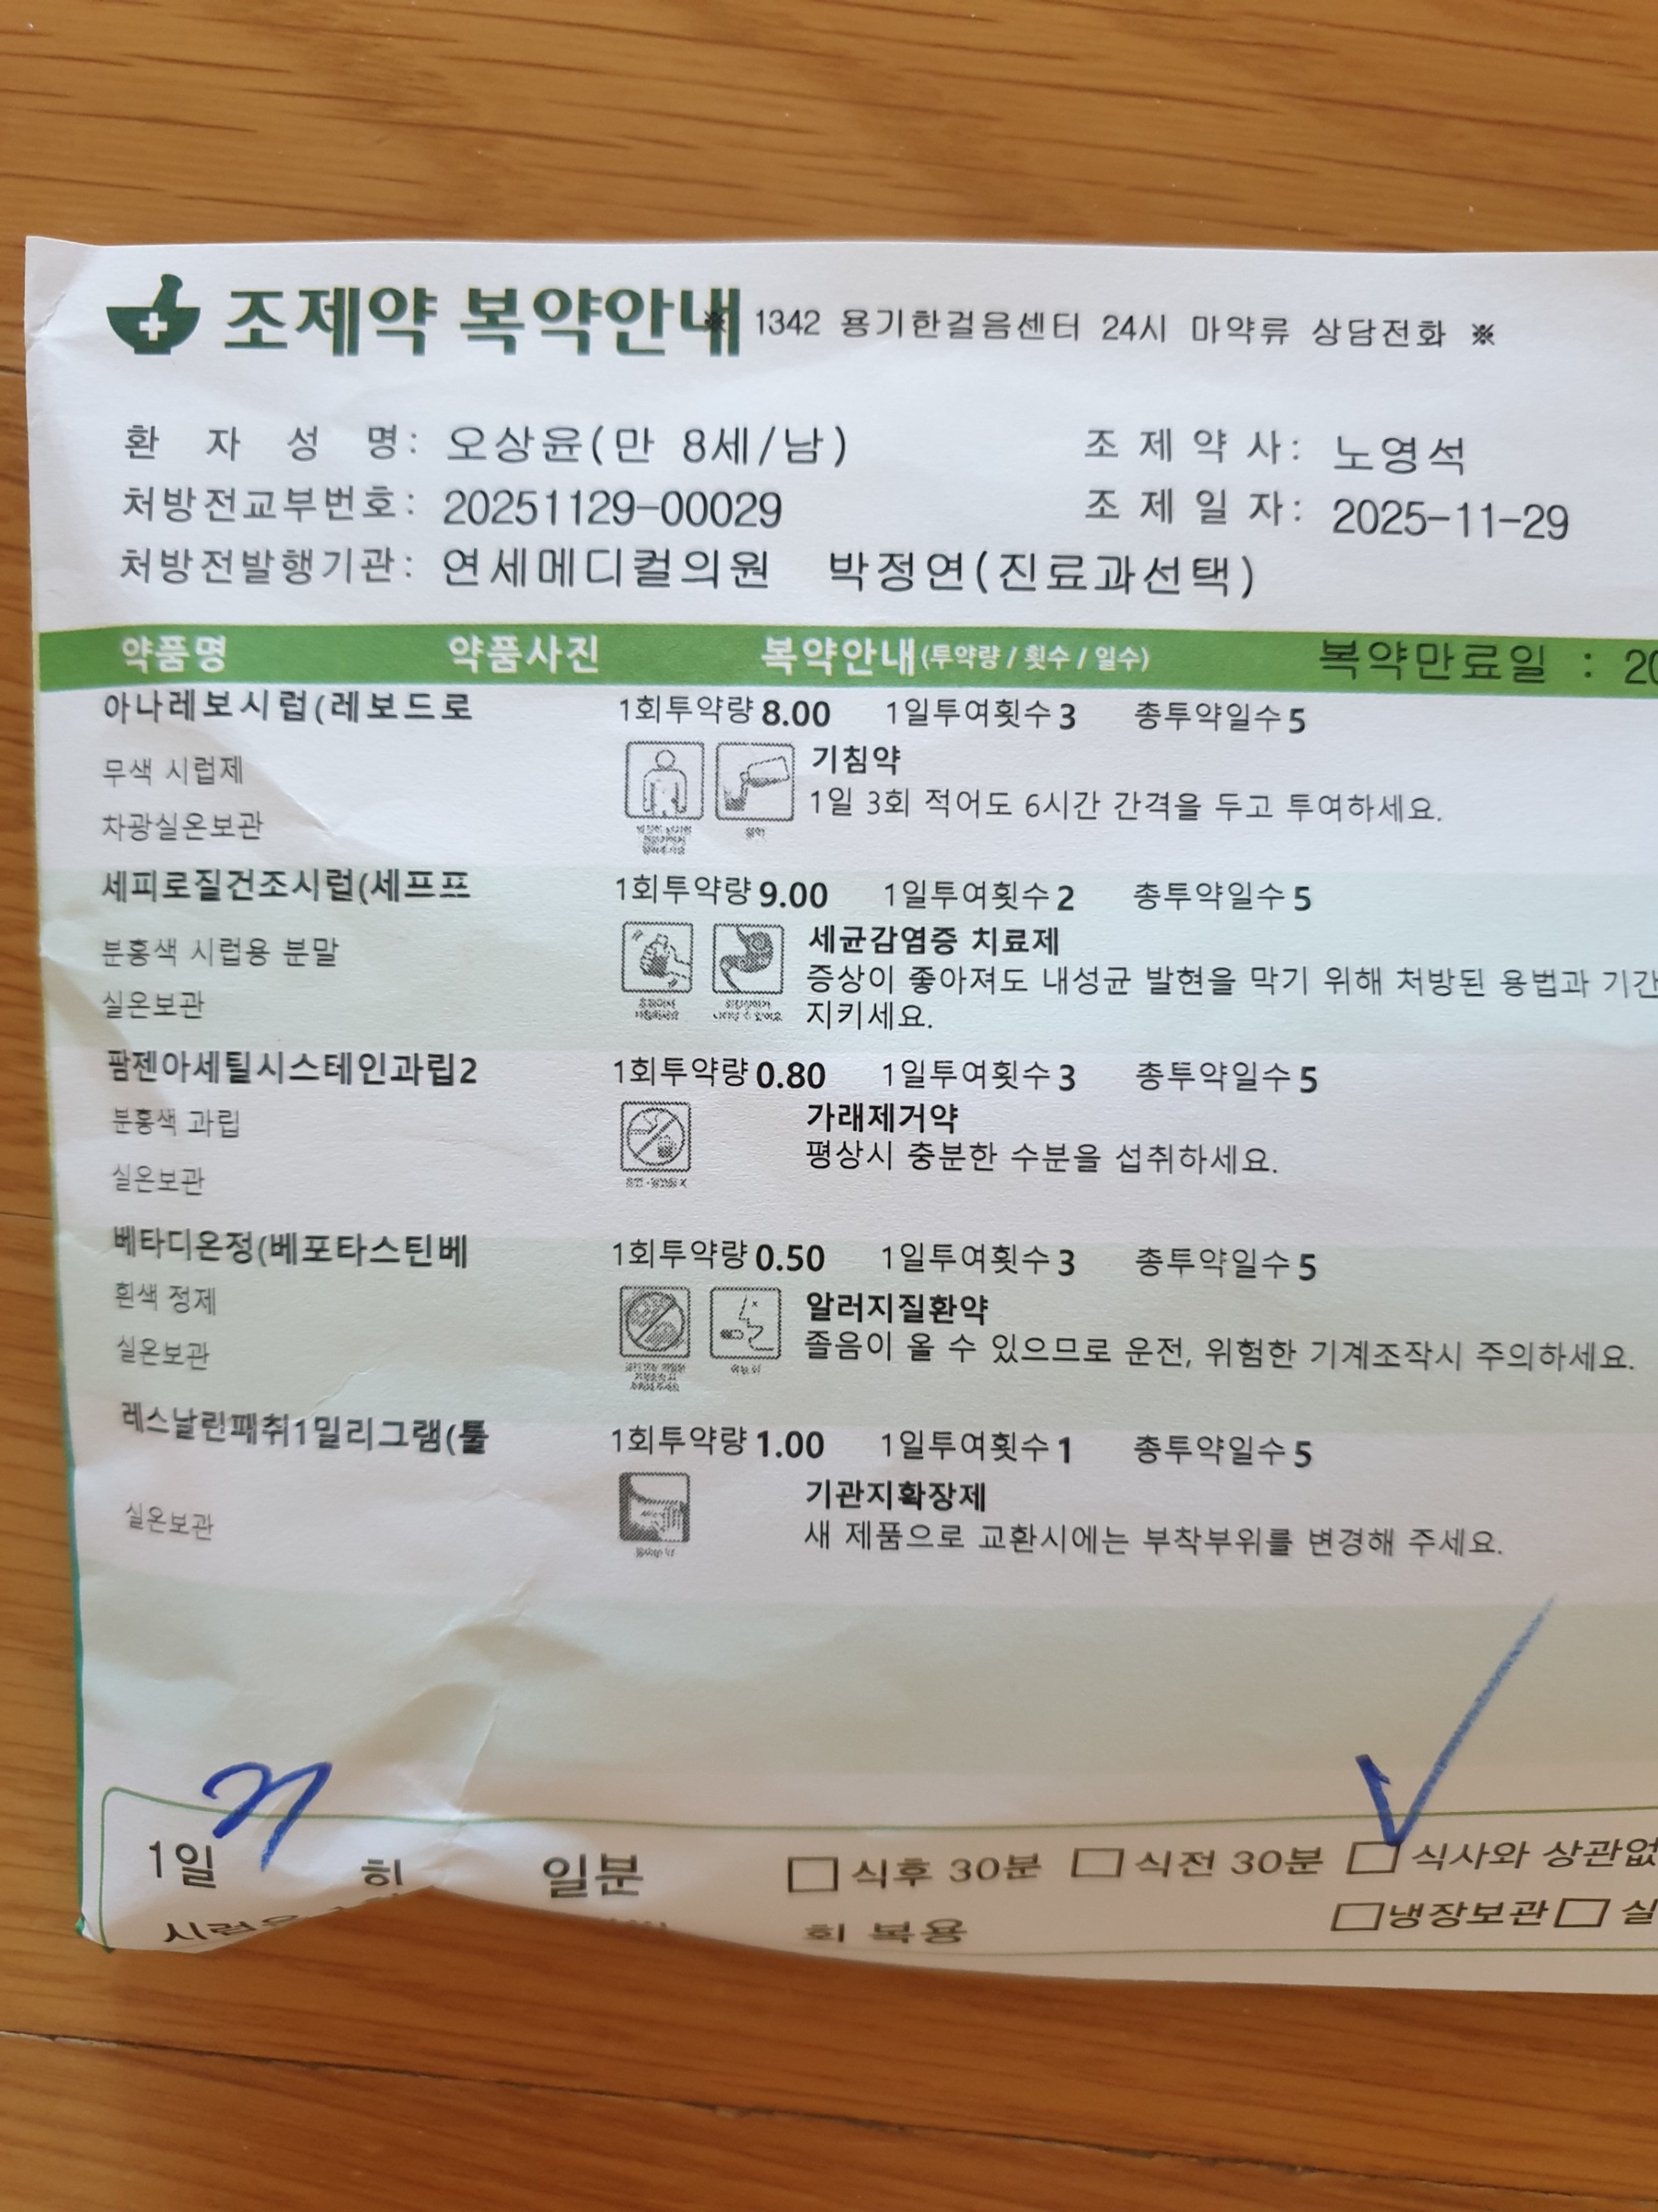 조제약 복약안내 ※ 1342 용기한걸음센터 24시 마약류 상담전화 ※
환 자 성 명: 오상윤(만 8세/남) 조 제 약 사: 노영석
처방전교부번호: 20251129-00029 조 제 일 자: 2025-11-29
처방전발행기관: 연세메디컬의원 박정연(진료과선택)
약품명 약품사진 복약안내(투약량 / 횟수 / 일수) 복약만료일 : 20
아나레보시럽(레보드로 1회투약량 8.00 1일투여횟수 3 총투약일수 5
기침약
무색 시럽제
1일 3회 적어도 6시간 간격을 두고 투여하세요.
차광실온보관
세피로질건조시럽(세프프 1회투약량 9.00 1일투여횟수 2 총투약일수 5
세균감염증 치료제
분홍색 시럽용 분말
증상이 좋아져도 내성균 발현을 막기 위해 처방된 용법과 기간
실온보관
지키세요.
팜젠아세틸시스테인과립2 1회투약량 0.80 1일투여횟수 3 총투약일수 5
분홍색 과립 가래제거약
평상시 충분한 수분을 섭취하세요.
실온보관
베타디온정(베포타스틴베 1회투약량 0.50 1일투여횟수 3 총투약일수 5
흰색 정제 알러지질환약
졸음이 올 수 있으므로 운전, 위험한 기계조작시 주의하세요.
실온보관
레스날린패취1밀리그램(툴 1회투약량 1.00 1일투여횟수 1 총투약일수 5
기관지확장제
실온보관
새 제품으로 교환시에는 부착부위를 변경해 주세요.
1일 회 일분 식후 30분 식전 30분 식사와 상관없
냉장보관 실
회 복용